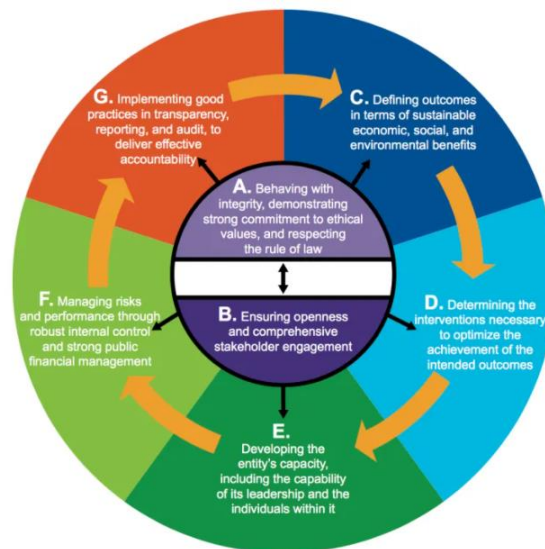 G. Implementing good
practices in transparency,
reporting, and audit, to
deliver effective
accountability
C. Defining outcomes
in terms of sustainable
economic, social, and
environmental benefits
A. Behaving with
integrity, demonstrating
strong commitment to ethical
values, and respecting
the rule of law
B. Ensuring openness
and comprehensive
stakeholder engagement
F. Managing risks
and performance through
robust internal control
and strong public
financial management
D. Determining the
interventions necessary
to optimize the
achievement of the
intended outcomes
E.
Developing the
entity's capacity,
including the capability
of its leadership and the
individuals within it